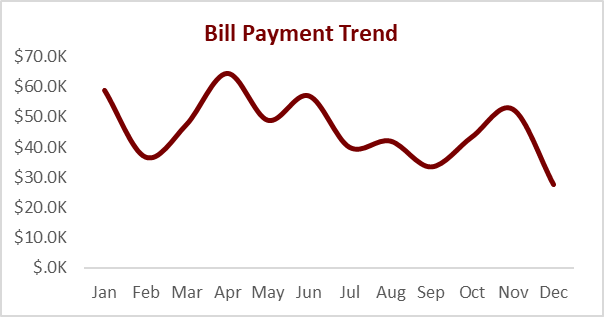 Bill Payment Trend
$70.0K
$60.0K
$50.0K
$40.0K
$30.0K
$20.0K
$10.0K
$.0K
Jan Feb Mar Apr May Jun Jul Aug Sep Oct Nov Dec